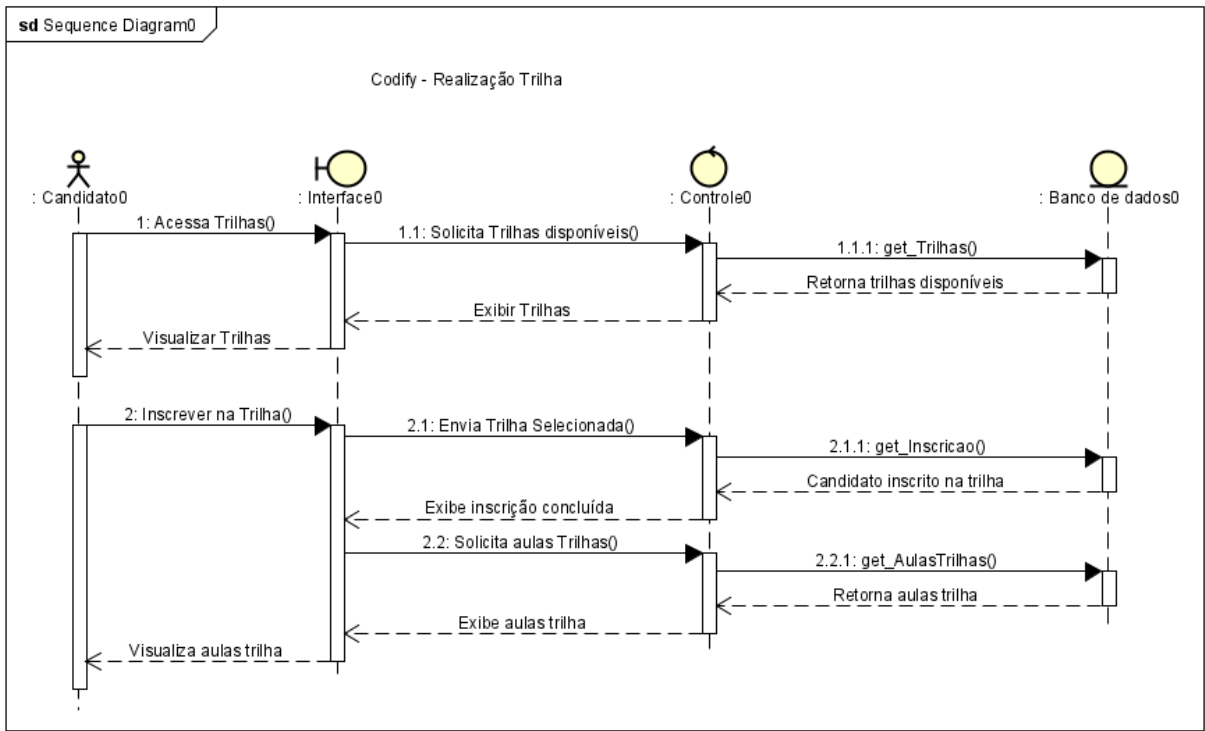 sd Sequence Diagram0
Codify - Realização Trilha
: Candidato0
: Interface0
: Controle0
: Banco de dados0
1: Acessa Trilhas()
1.1: Solicita Trilhas disponíveis()
1.1.1: get_Trilhas()
Retorna trilhas disponíveis
Exibir Trilhas
Visualizar Trilhas
2: Inscrever na Trilha()
2.1: Envia Trilha Selecionada()
2.1.1: get_Inscricao()
Candidato inscrito na trilha
Exibe inscrição concluída
2.2: Solicita aulas Trilhas()
2.2.1: get_AulasTrilhas()
Retorna aulas trilha
Exibe aulas trilha
Visualiza aulas trilha